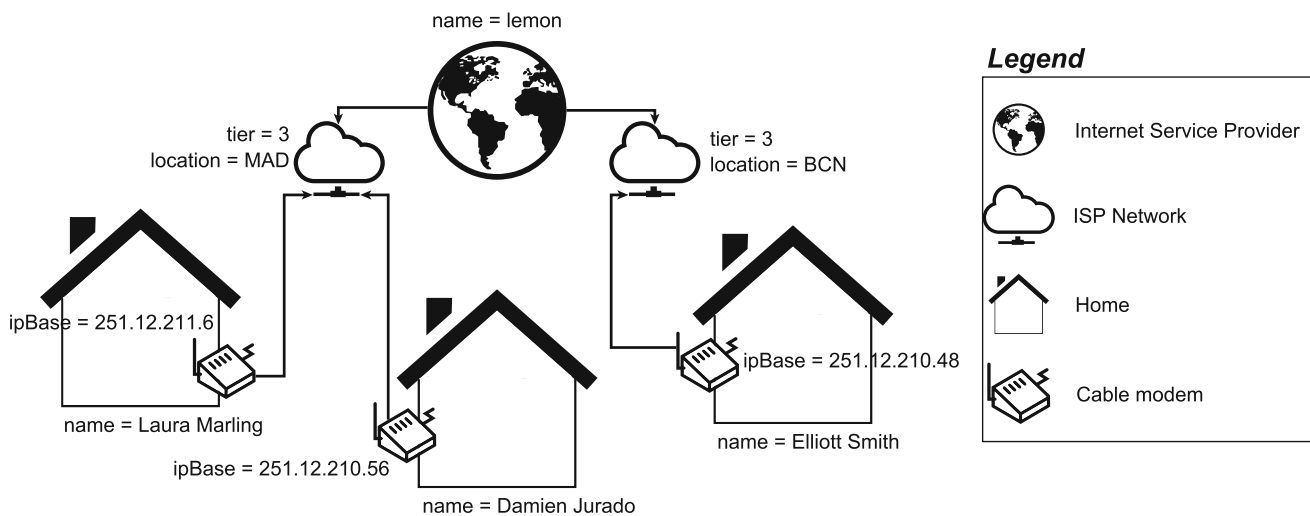 name = lemon
tier = 3
location = MAD
tier = 3
location = BCN
ipBase = 251.12.211.6
name = Laura Marling
ipBase = 251.12.210.56
name = Damien Jurado
ipBase = 251.12.210.48
name = Elliott Smith
Legend
Internet Service Provider
ISP Network
Home
Cable modem